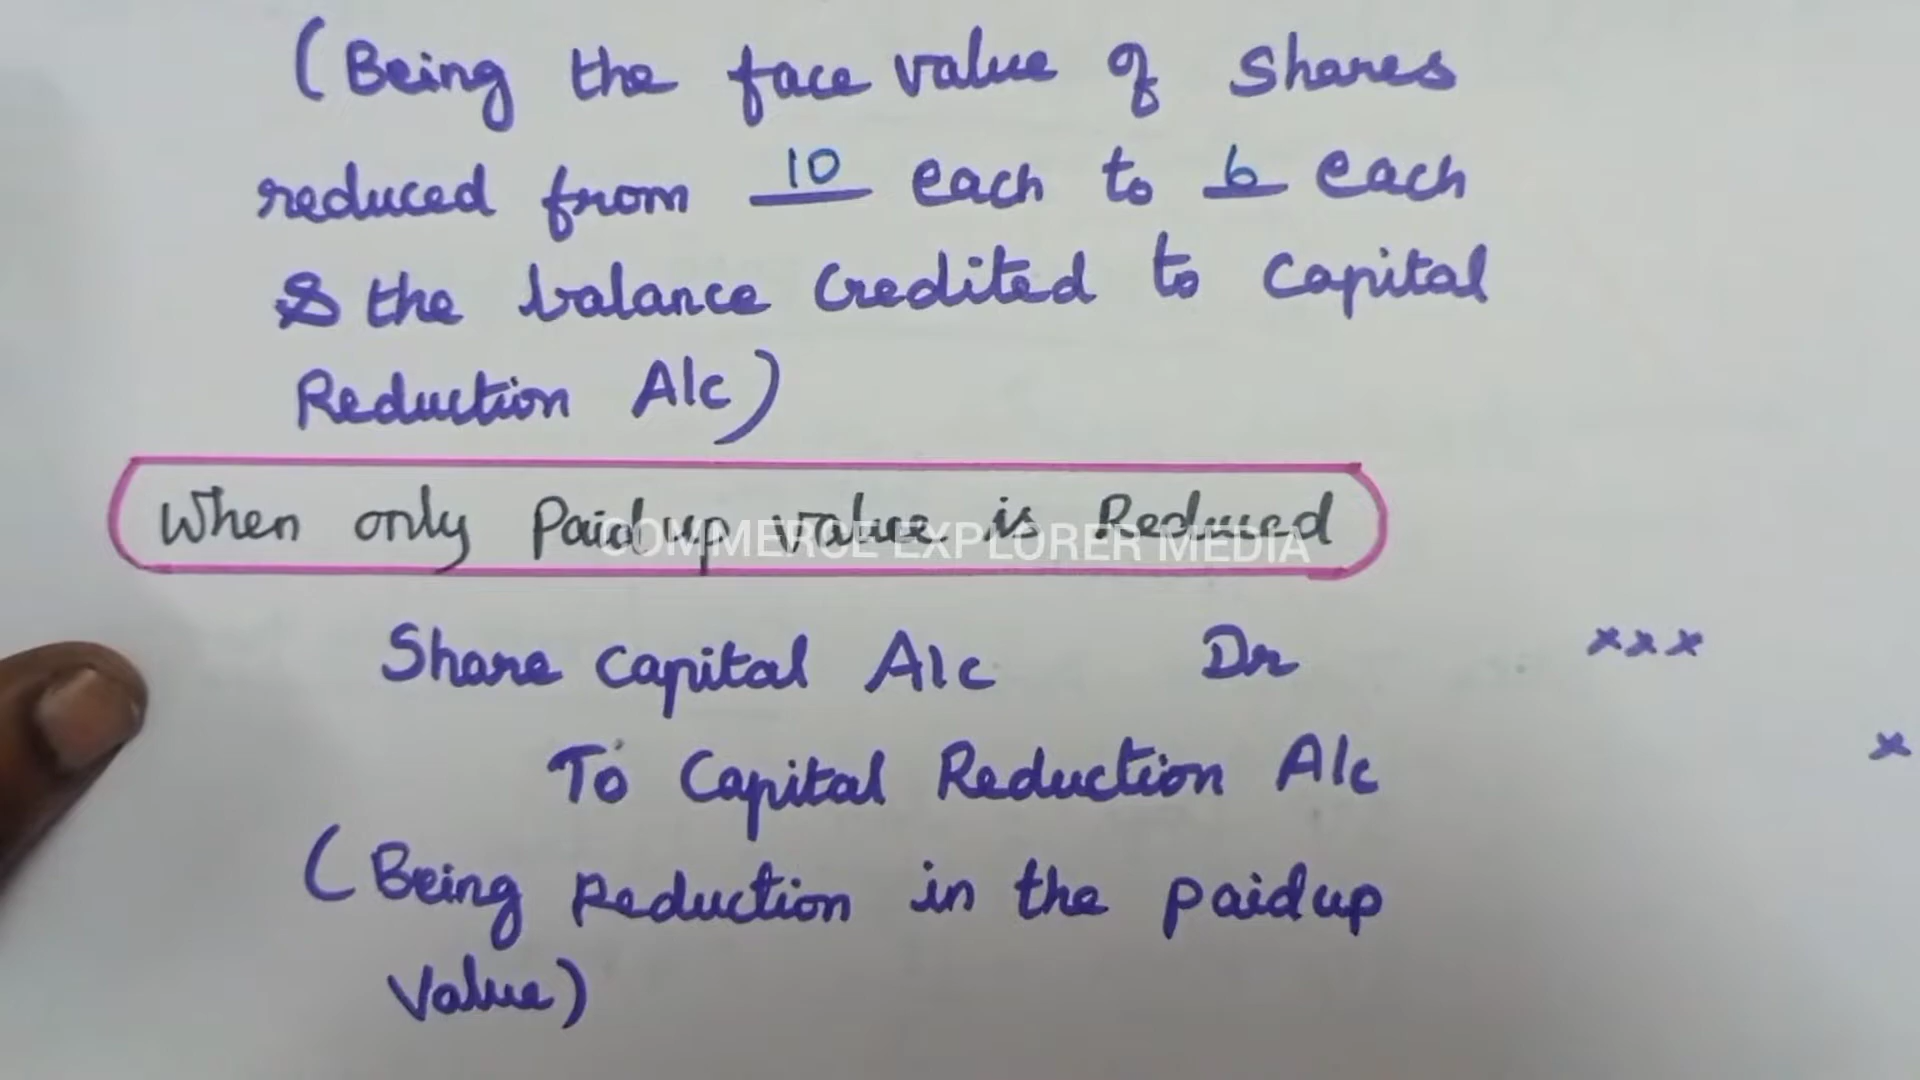 (Being the face value of shares
reduced from 10 each to 6 each
& the balance credited to capital
Reduction A/c)
When only Paidup value is Reduced
COMMERCE EXPLORER MEDIA
Share capital A/c Dr xxx
To Capital Reduction A/c x
(Being Reduction in the paidup
value)